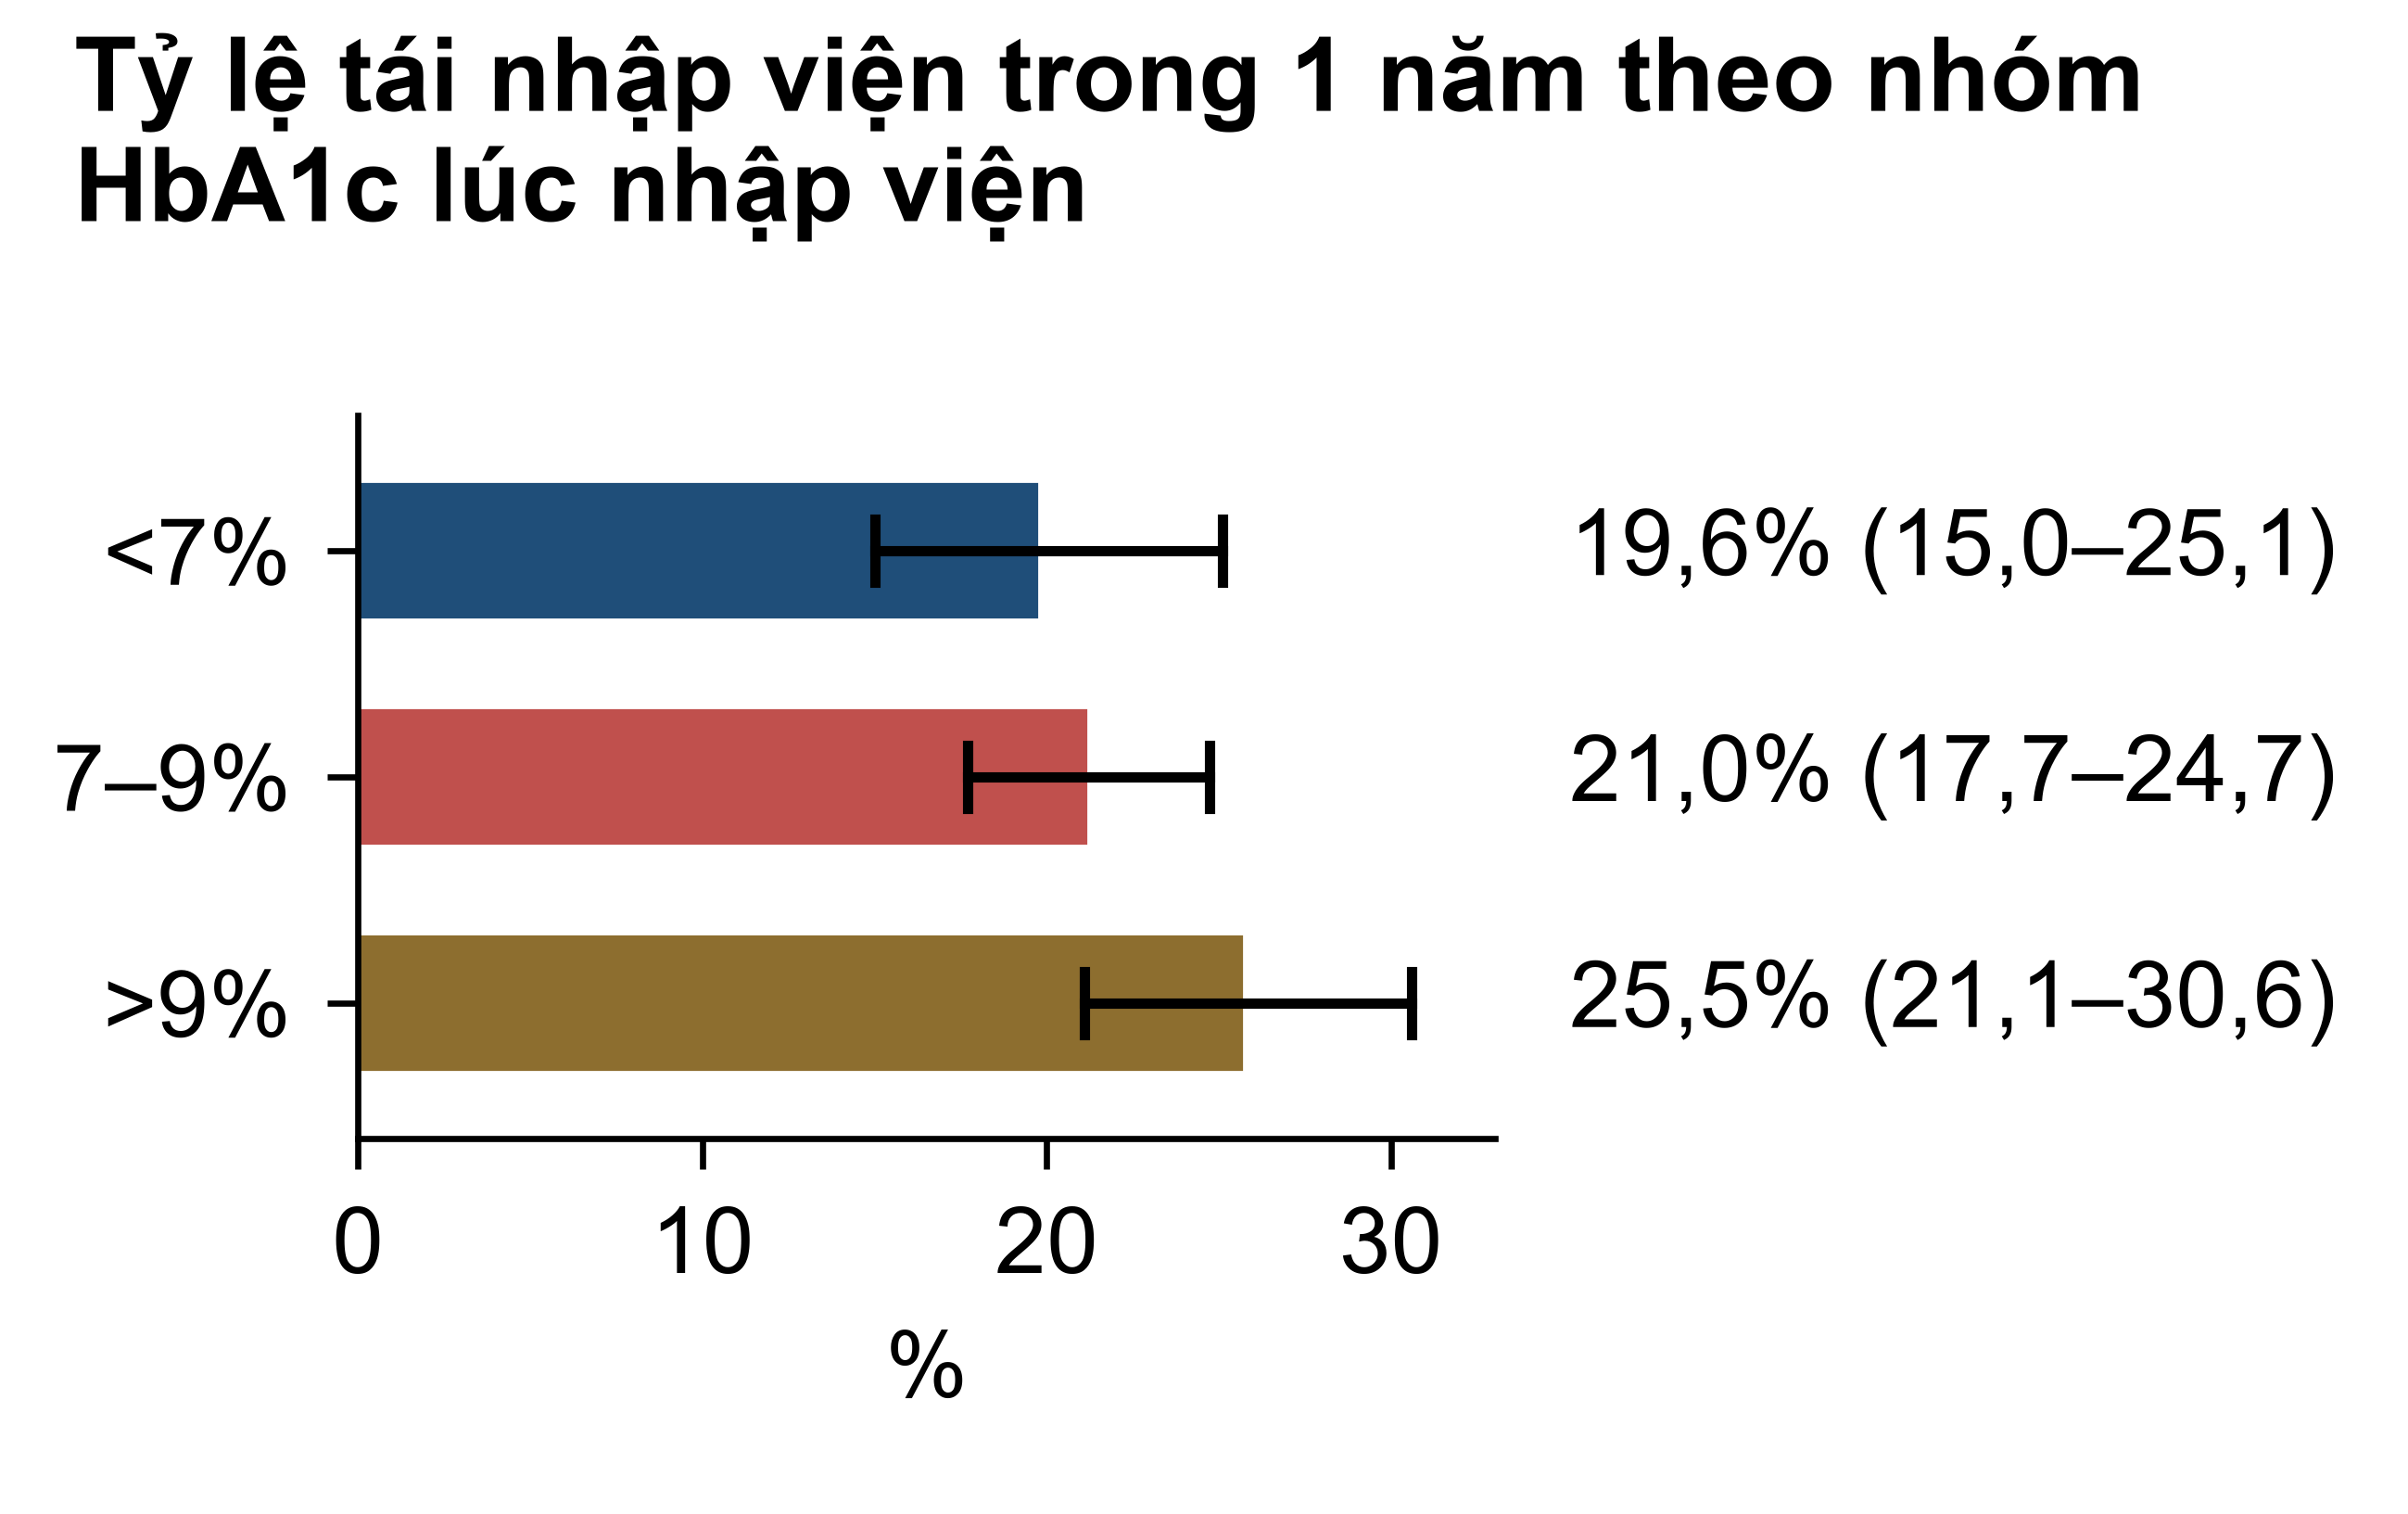 Tỷ lệ tái nhập viện trong 1 năm theo nhóm
HbA1c lúc nhập viện
<7% 19,6% (15,0–25,1)
7–9% 21,0% (17,7–24,7)
>9% 25,5% (21,1–30,6)
0 10 20 30
%